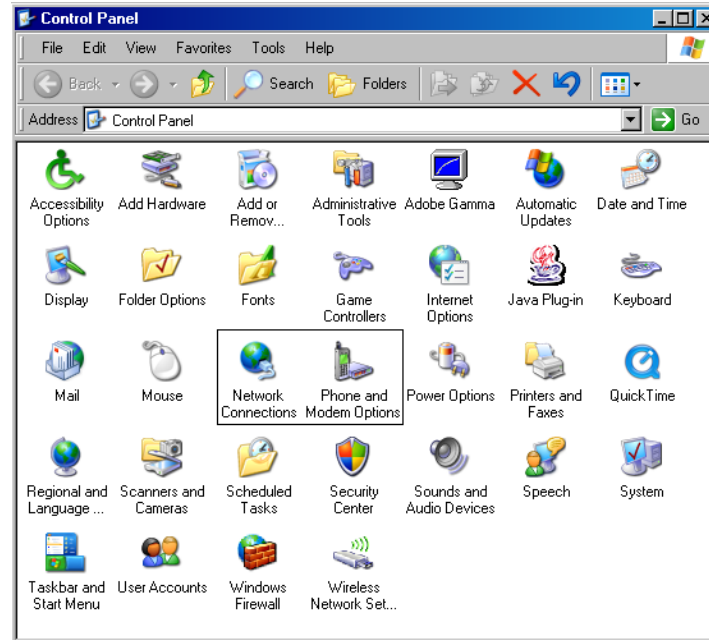 Control Panel
File Edit View Favorites Tools Help
Back Search Folders
Address Control Panel Go
Accessibility Options
Add Hardware
Add or Remov...
Administrative Tools
Adobe Gamma
Automatic Updates
Date and Time
Display
Folder Options
Fonts
Game Controllers
Internet Options
Java Plug-in
Keyboard
Mail
Mouse
Network Connections
Phone and Modem Options
Power Options
Printers and Faxes
QuickTime
Regional and Language ...
Scanners and Cameras
Scheduled Tasks
Security Center
Sounds and Audio Devices
Speech
System
Taskbar and Start Menu
User Accounts
Windows Firewall
Wireless Network Set...